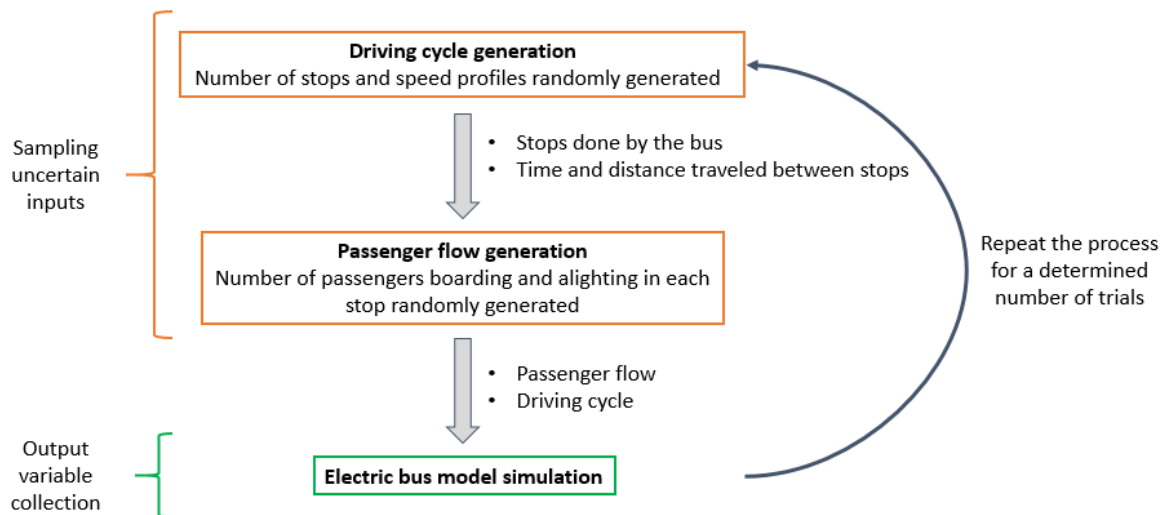 Driving cycle generation
Number of stops and speed profiles randomly generated
Sampling
uncertain
inputs
• Stops done by the bus
• Time and distance traveled between stops
Passenger flow generation
Number of passengers boarding and alighting in each
stop randomly generated
Repeat the process
for a determined
number of trials
• Passenger flow
• Driving cycle
Output
variable
collection
Electric bus model simulation